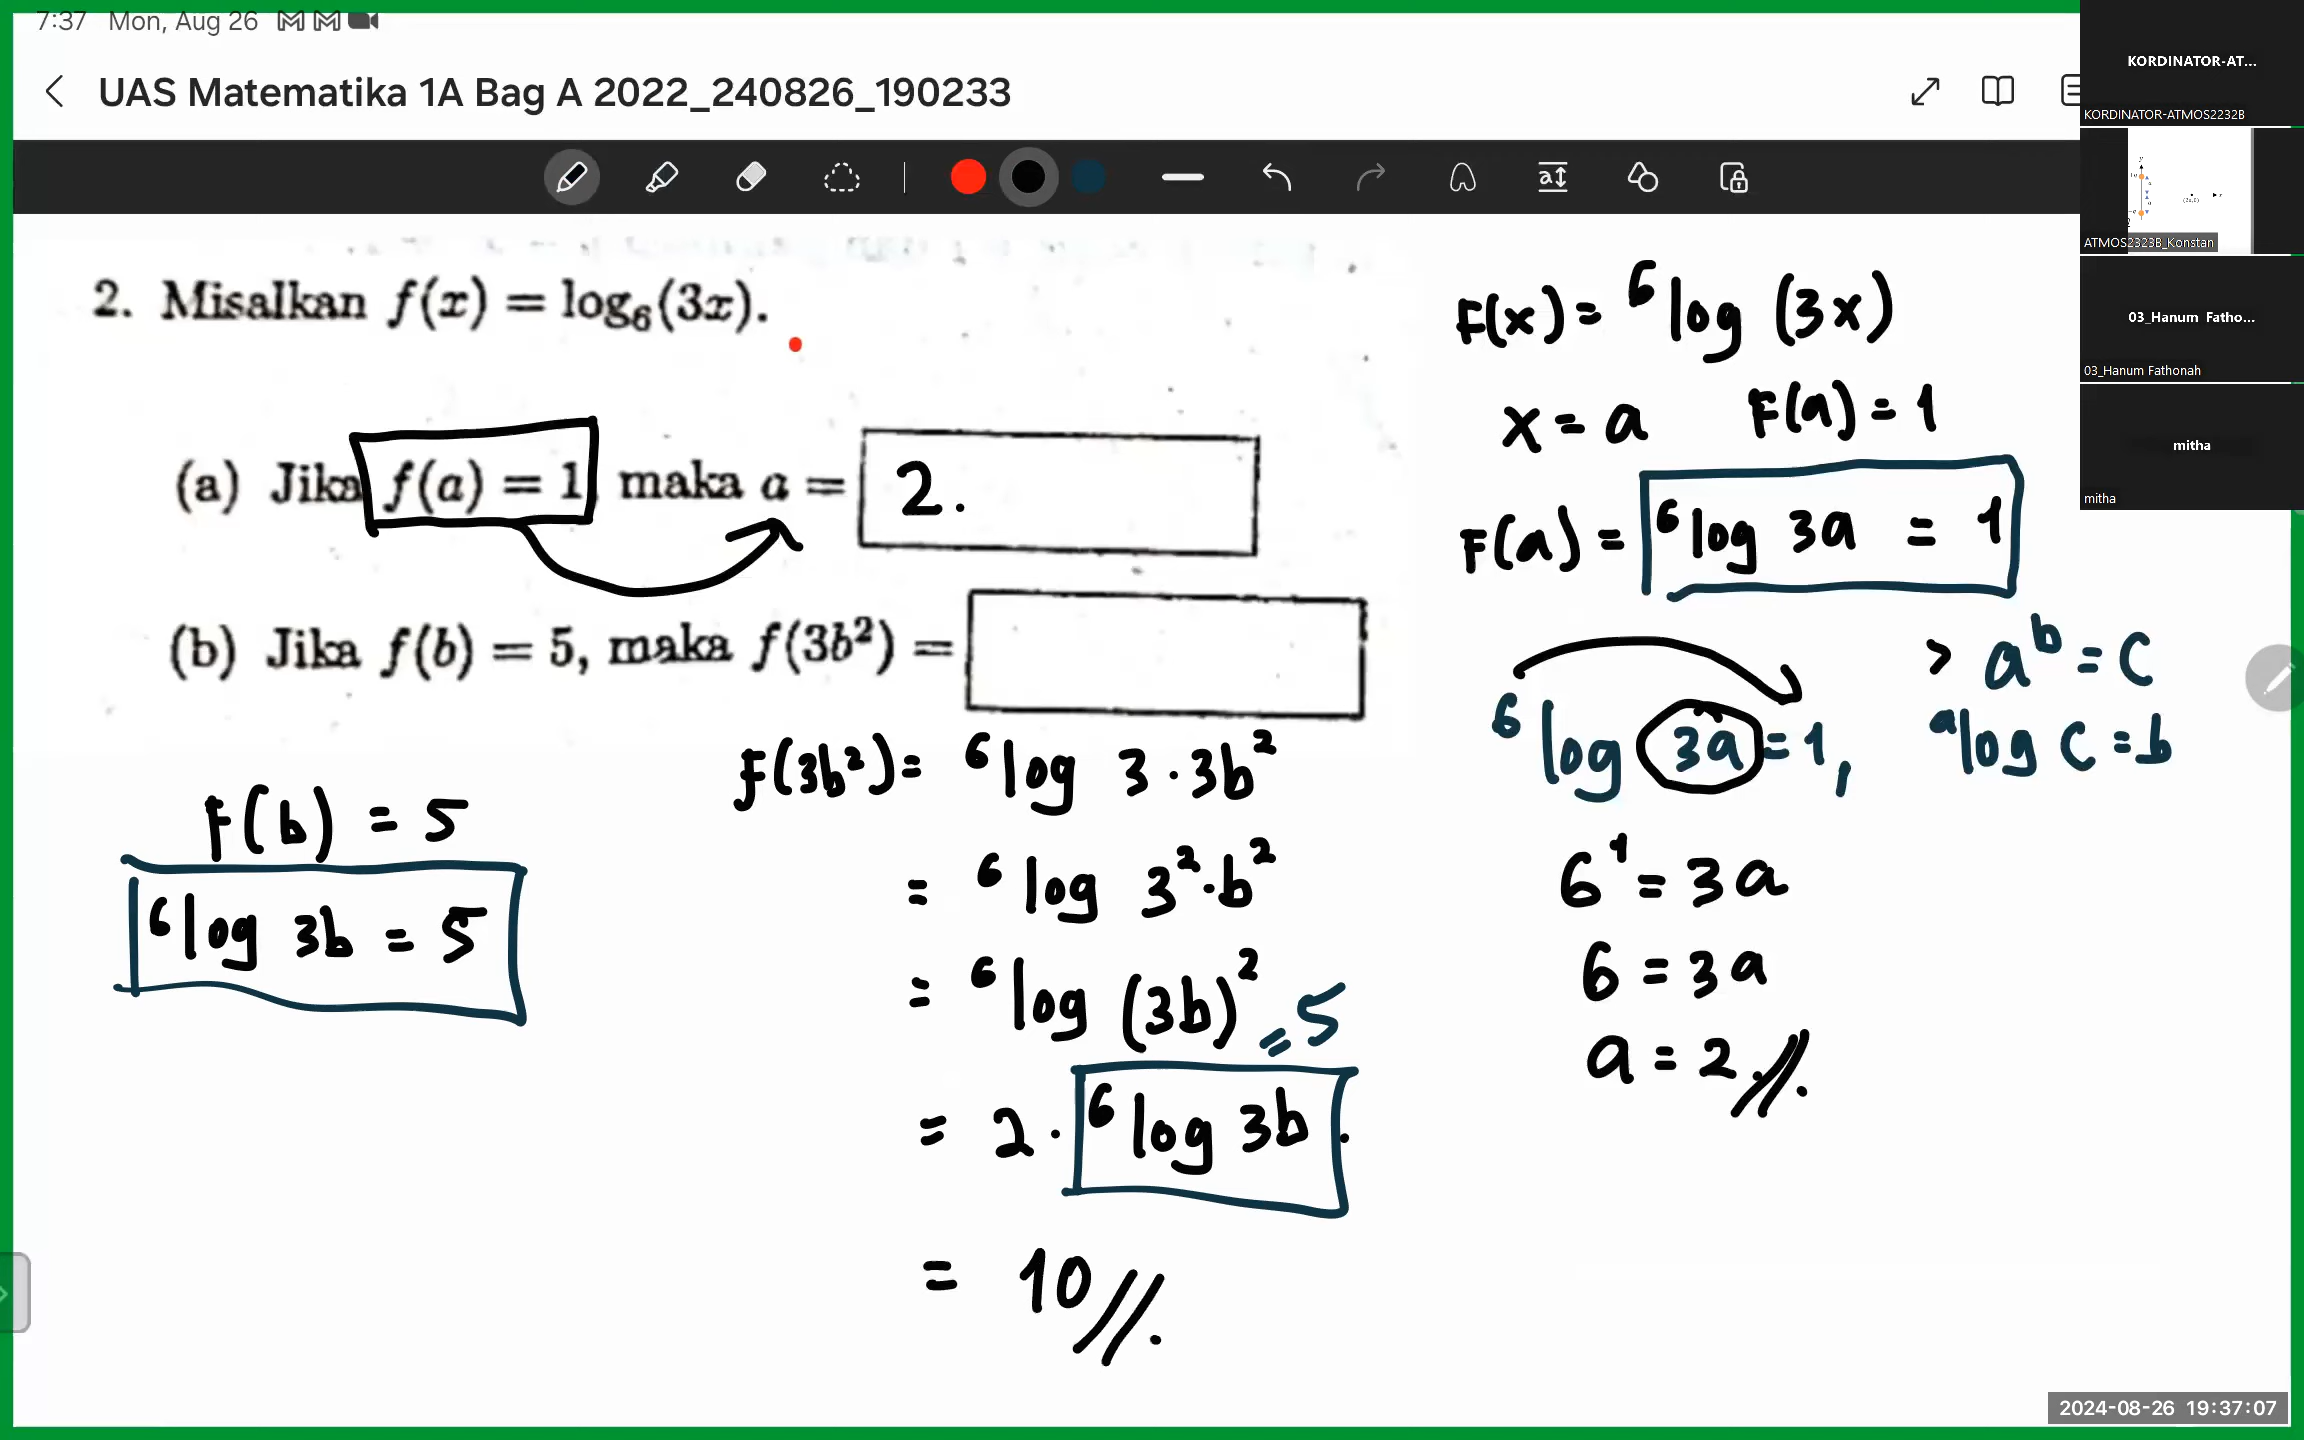 7:37 Mon, Aug 26
UAS Matematika 1A Bag A 2022_240826_190233
2. Misalkan f(x) = log₆(3x).
(a) Jika f(a) = 1 maka a = 2.
(b) Jika f(b) = 5, maka f(3b²) =
F(b) = 5
⁶log 3b = 5
F(3b²) = ⁶log 3·3b²
= ⁶log 3²·b²
= ⁶log (3b)²
= 5
= 2 · ⁶log 3b .
= 10 //.
F(x) = ⁶log (3x)
x = a F(a) = 1
F(a) = ⁶log 3a = 1
⁶log 3a = 1,
> aᵇ = c
ᵃlog c = b
6¹ = 3a
6 = 3a
a = 2 //.
KORDINATOR-AT...
KORDINATOR-ATMOS2232B
ATMOS2323B_Konstan
03_Hanum Fatho...
03_Hanum Fathonah
mitha
mitha
2024-08-26 19:37:07